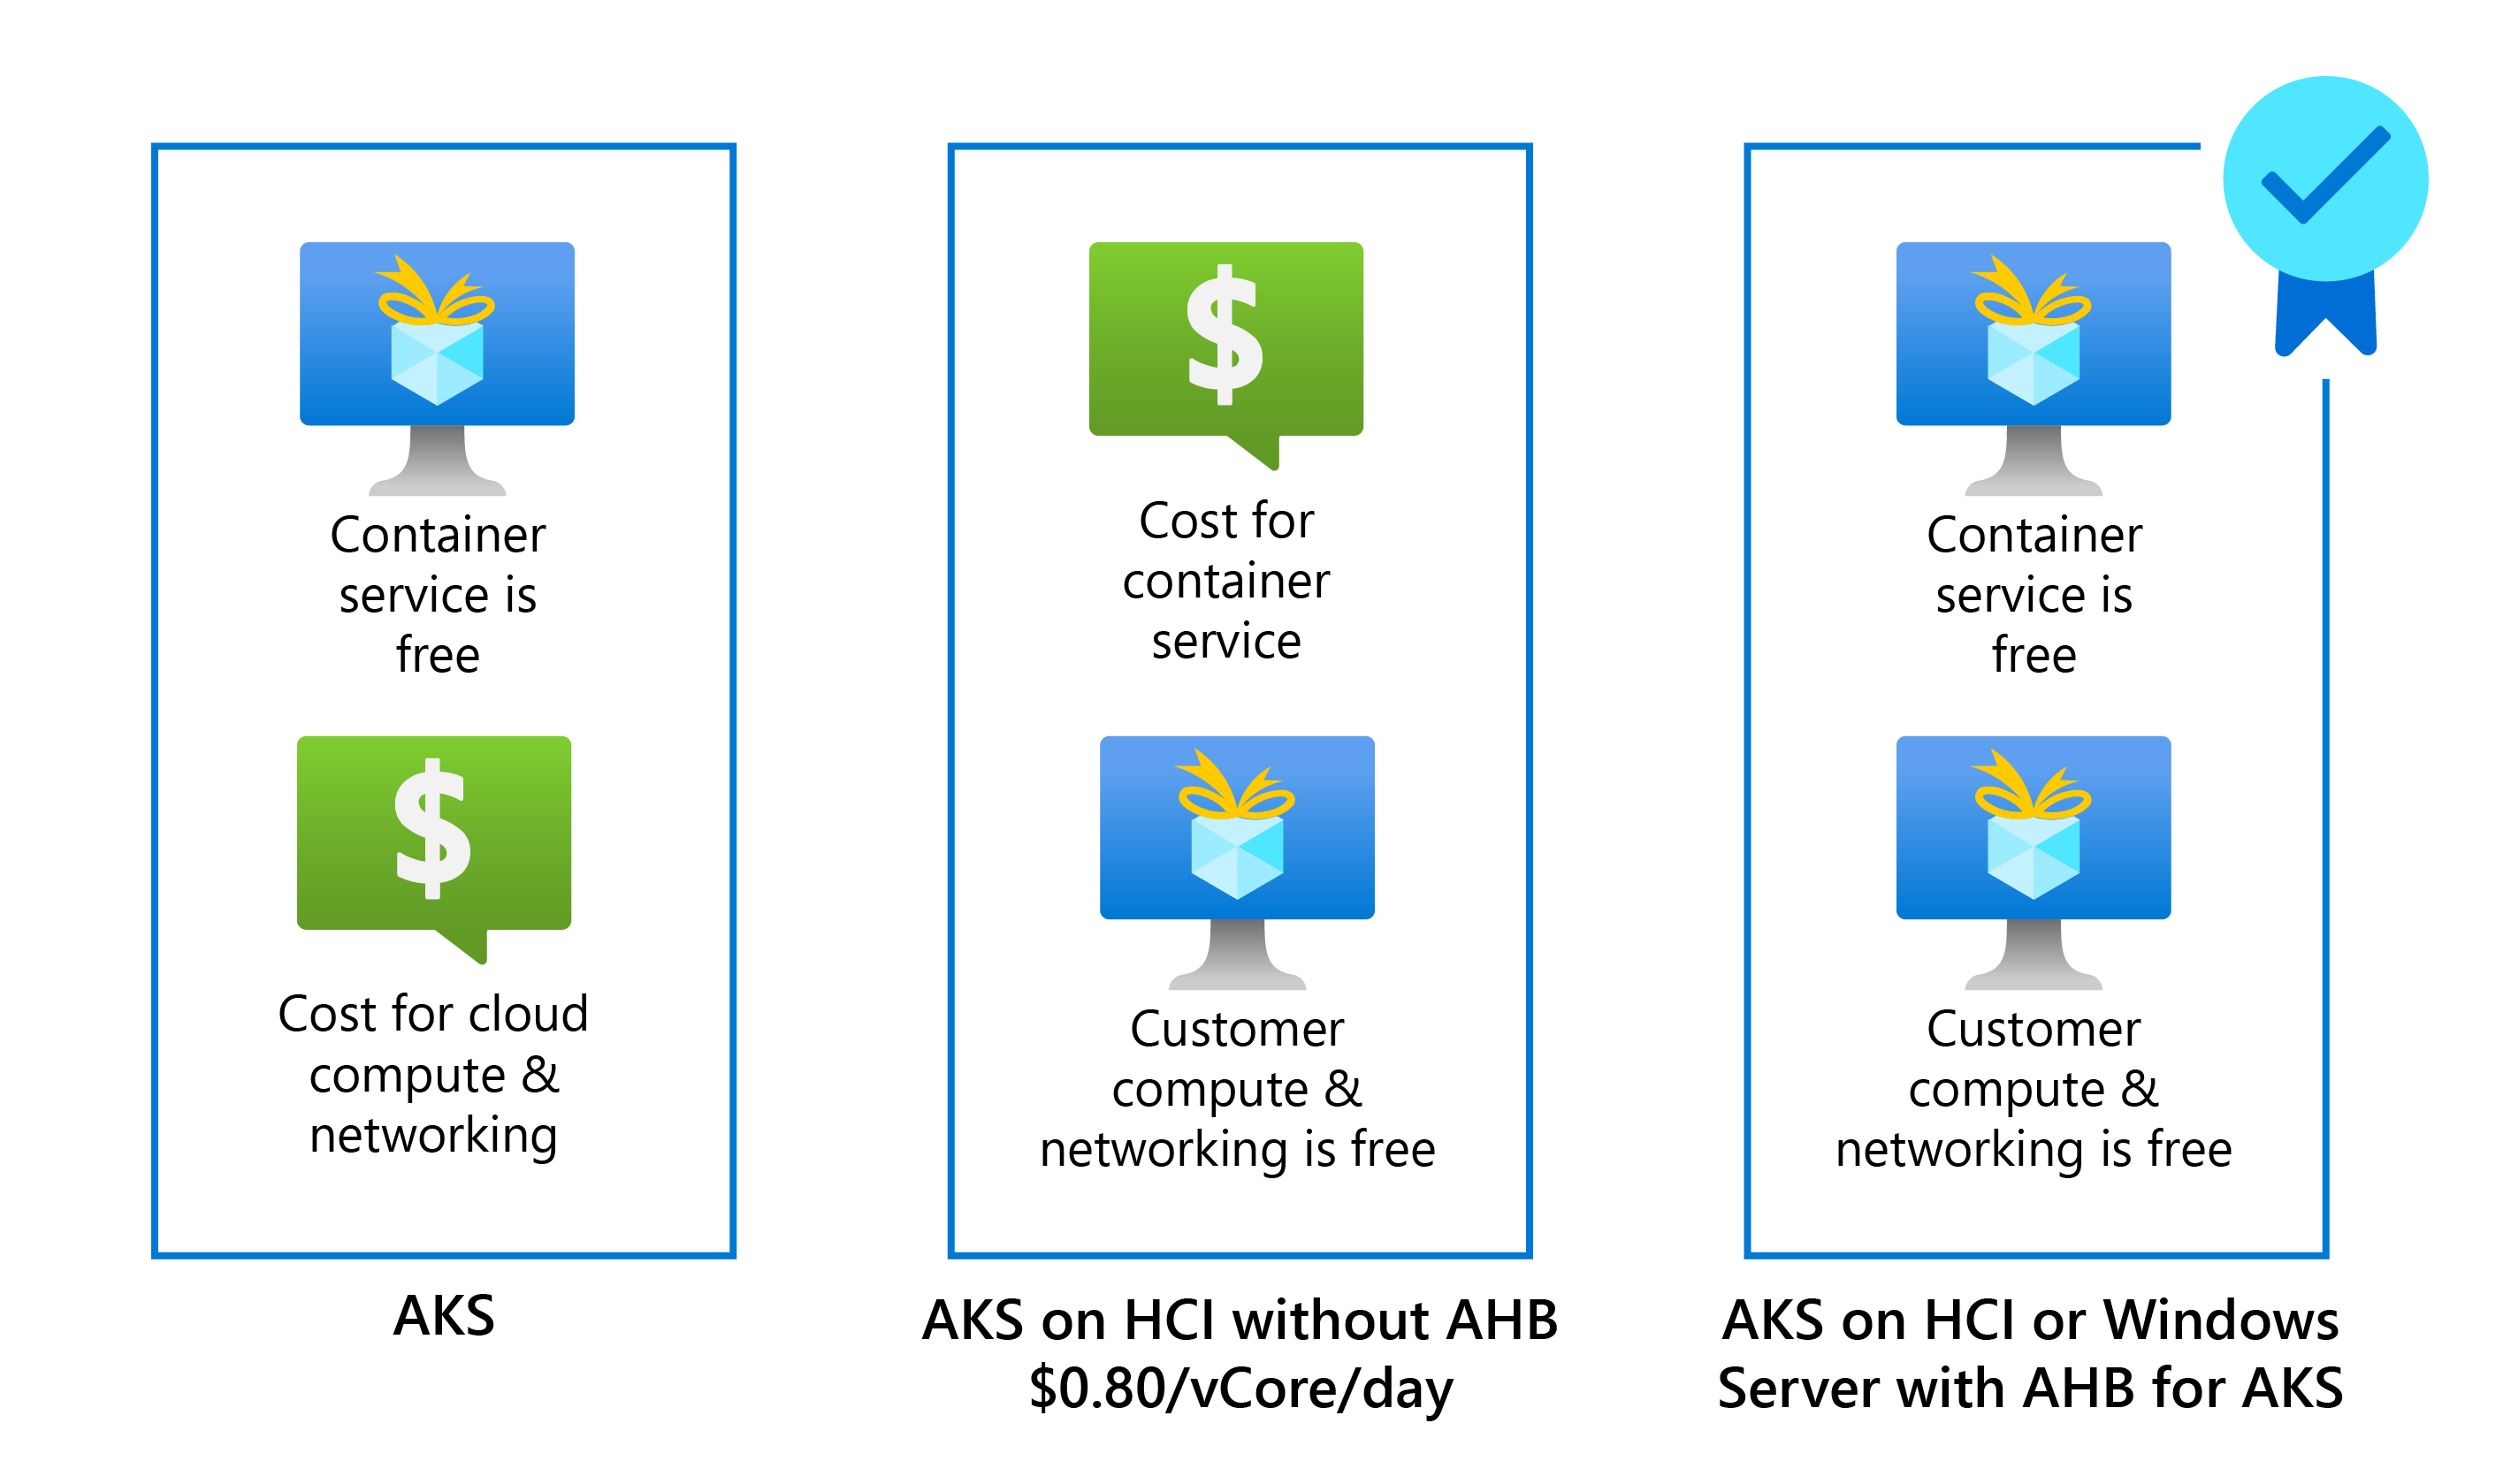 Container
service is
free
Cost for cloud
compute &
networking
AKS
Cost for
container
service
Customer
compute &
networking is free
AKS on HCI without AHB
$0.80/vCore/day
Container
service is
free
Customer
compute &
networking is free
AKS on HCI or Windows
Server with AHB for AKS